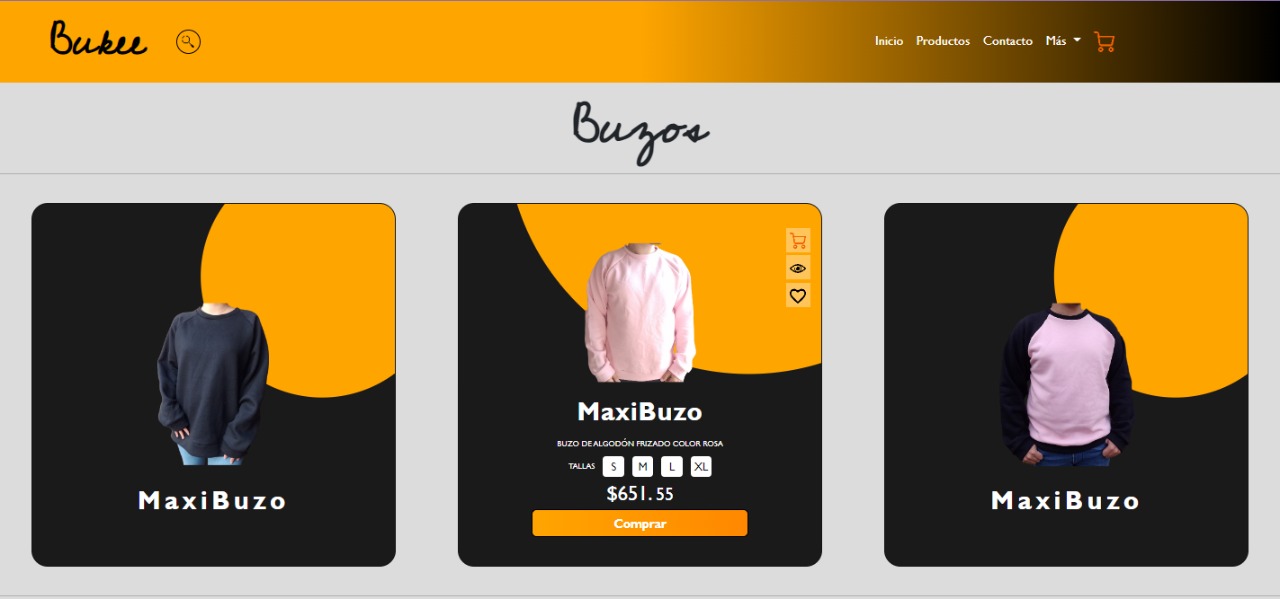 Bukee
Inicio Productos Contacto Más
Buzos
MaxiBuzo
MaxiBuzo
BUZO DE ALGODÓN FRIZADO COLOR ROSA
TALLAS S M L XL
$651.55
Comprar
MaxiBuzo